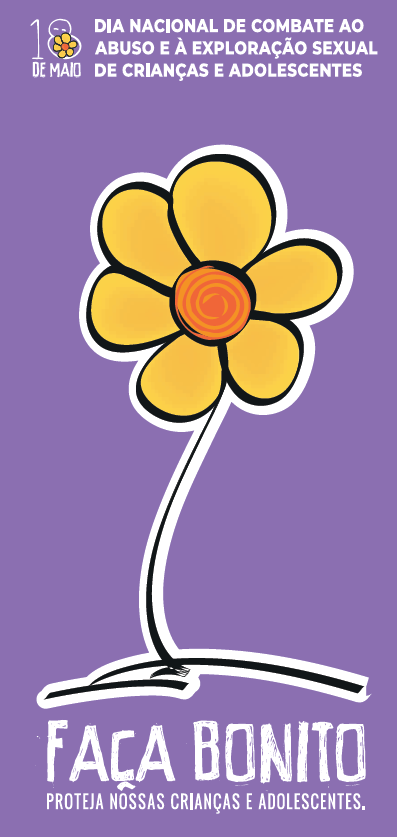 18
DE MAIO
DIA NACIONAL DE COMBATE AO
ABUSO E À EXPLORAÇÃO SEXUAL
DE CRIANÇAS E ADOLESCENTES
FAÇA BONITO
PROTEJA NOSSAS CRIANÇAS E ADOLESCENTES.